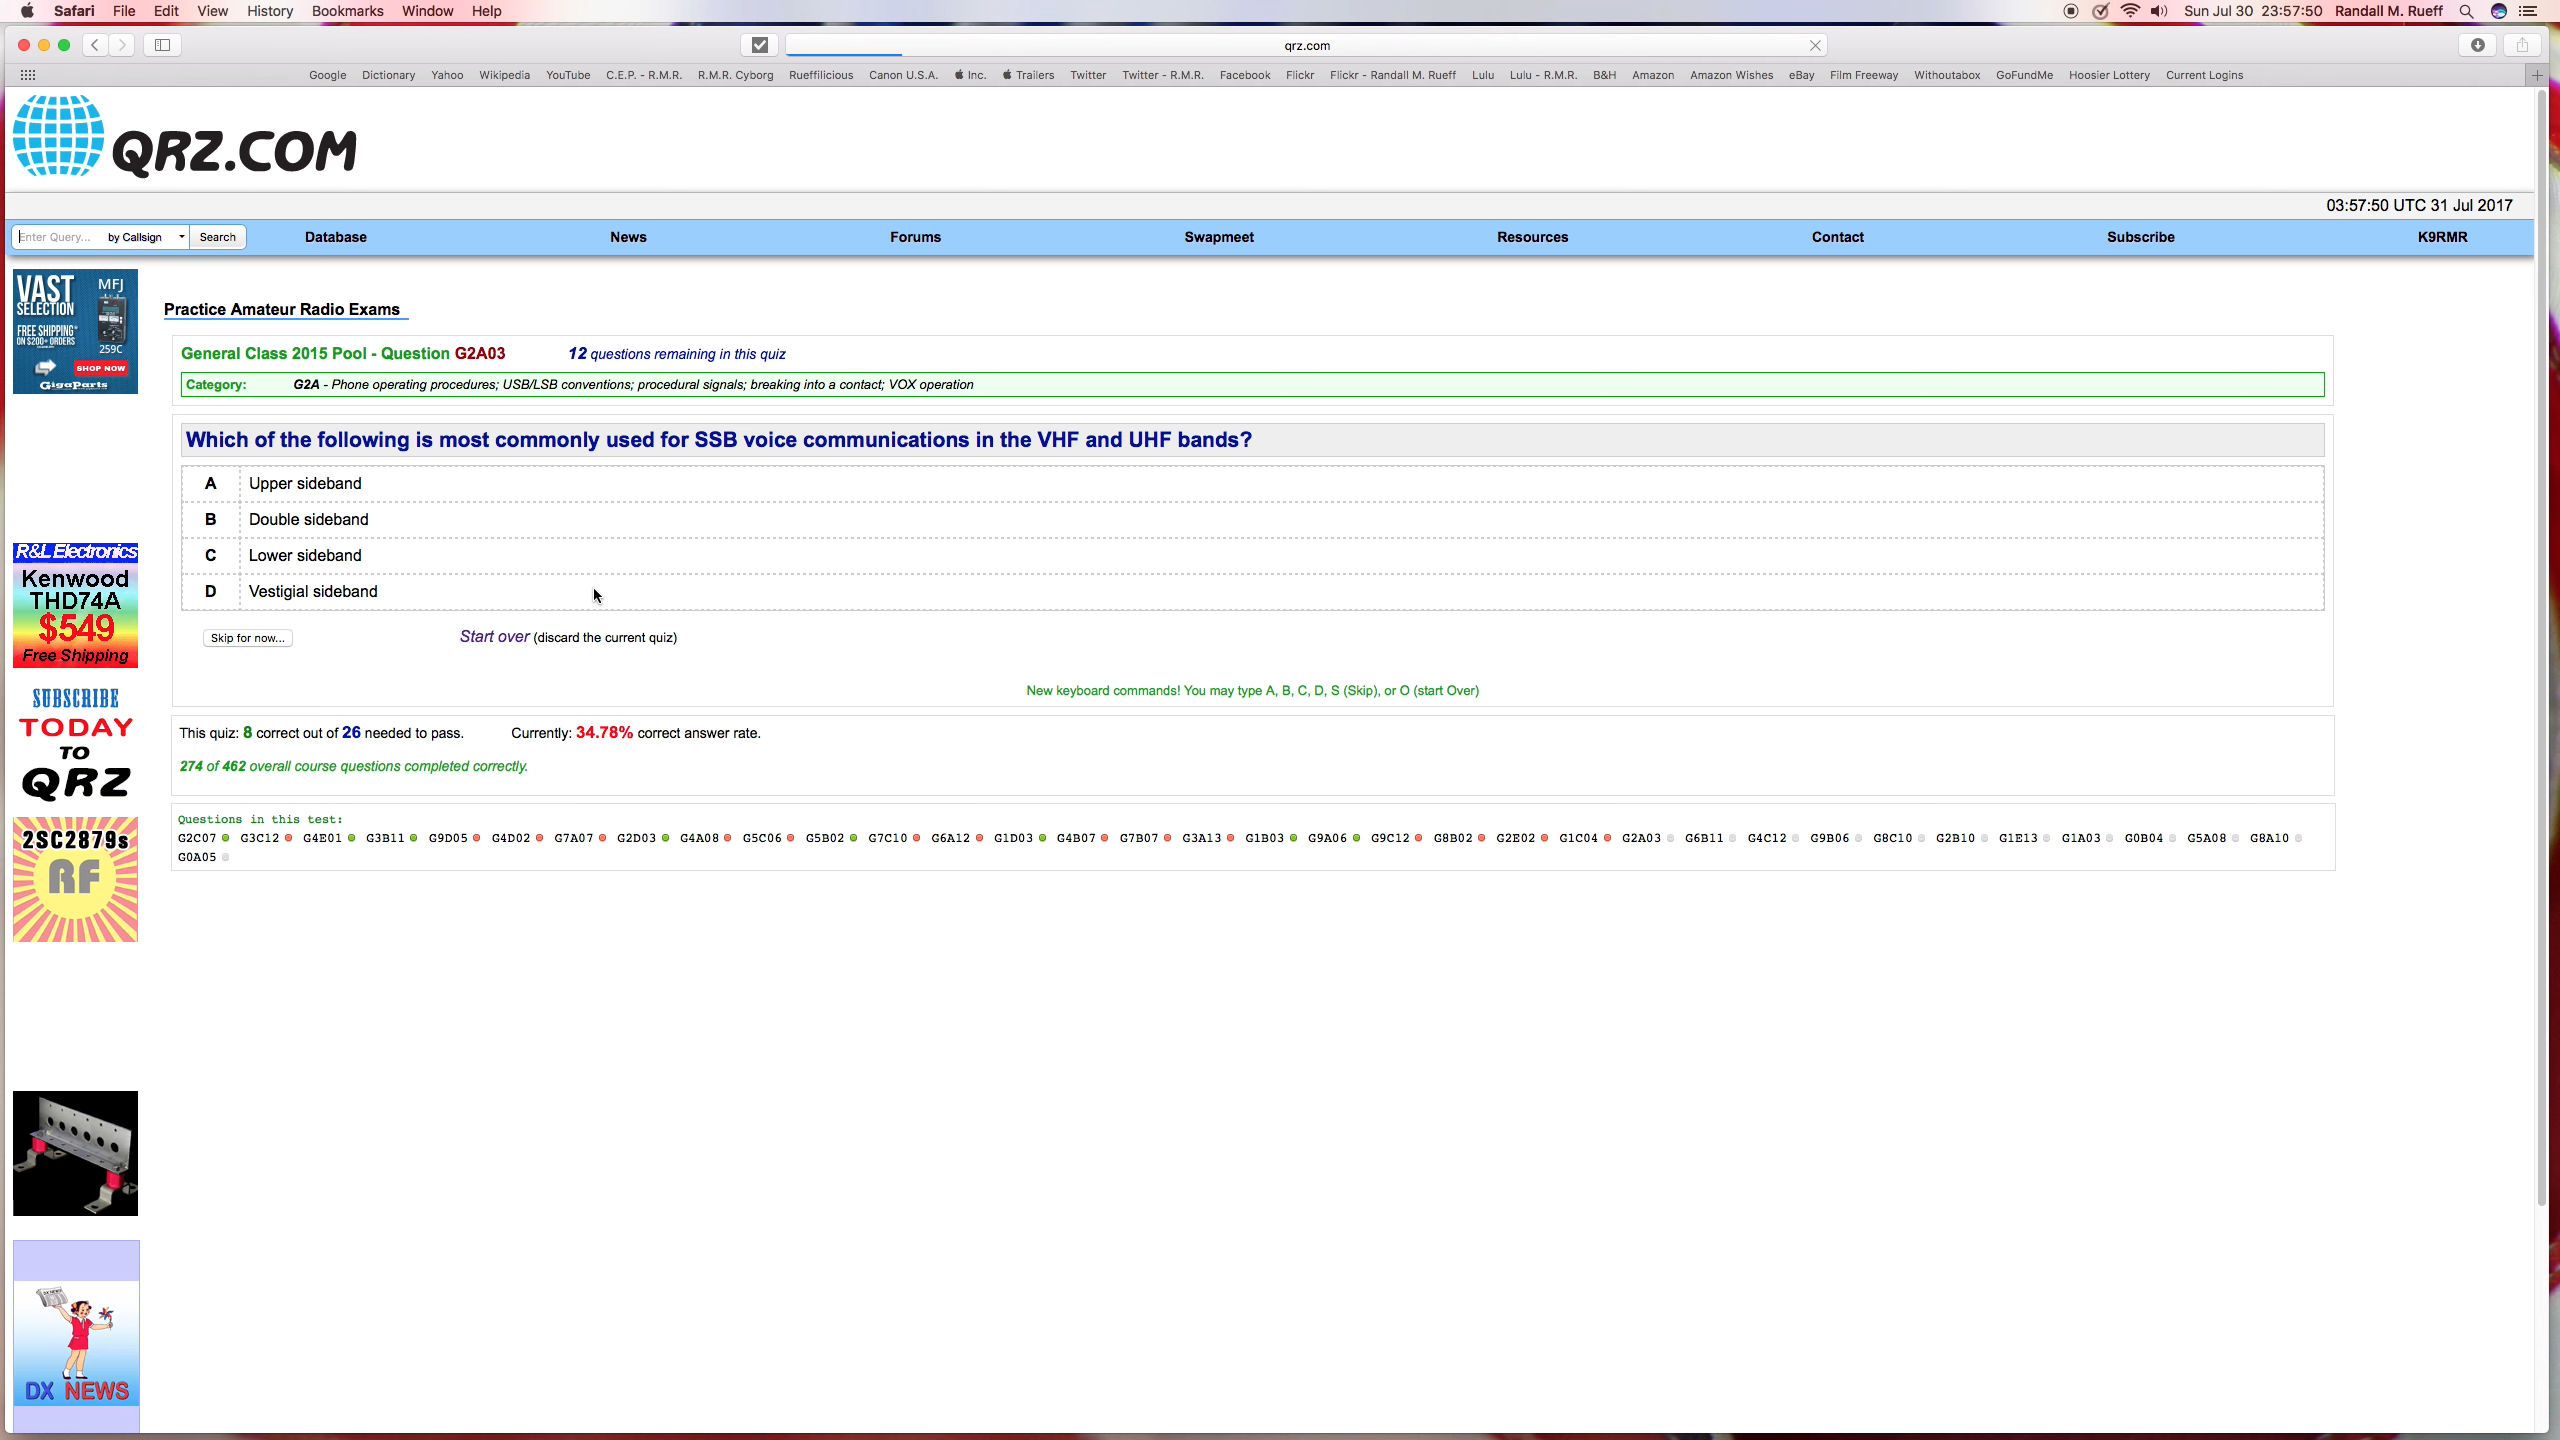 Safari File Edit View History Bookmarks Window Help Sun Jul 30 23:57:50 Randall M. Rueff
qrz.com
Google Dictionary Yahoo Wikipedia YouTube C.E.P. - R.M.R. R.M.R. Cyborg Rueffilicious Canon U.S.A. Inc. Trailers Twitter Twitter - R.M.R. Facebook Flickr Flickr - Randall M. Rueff Lulu Lulu - R.M.R. B&H Amazon Amazon Wishes eBay Film Freeway Withoutabox GoFundMe Hoosier Lottery Current Logins
QRZ.COM
03:57:50 UTC 31 Jul 2017
Enter Query... by Callsign Search Database News Forums Swapmeet Resources Contact Subscribe K9RMR
VAST
SELECTION
FREE SHIPPING*
ON $200+ ORDERS
MFJ
259C
SHOP NOW
GigaParts
Practice Amateur Radio Exams
General Class 2015 Pool - Question G2A03 12 questions remaining in this quiz
Category: G2A - Phone operating procedures; USB/LSB conventions; procedural signals; breaking into a contact; VOX operation
Which of the following is most commonly used for SSB voice communications in the VHF and UHF bands?
A Upper sideband
B Double sideband
C Lower sideband
D Vestigial sideband
Skip for now... Start over (discard the current quiz)
New keyboard commands! You may type A, B, C, D, S (Skip), or O (start Over)
This quiz: 8 correct out of 26 needed to pass. Currently: 34.78% correct answer rate.
274 of 462 overall course questions completed correctly.
Questions in this test:
G2C07 G3C12 G4E01 G3B11 G9D05 G4D02 G7A07 G2D03 G4A08 G5C06 G5B02 G7C10 G6A12 G1D03 G4B07 G7B07 G3A13 G1B03 G9A06 G9C12 G8B02 G2E02 G1C04 G2A03 G6B11 G4C12 G9B06 G8C10 G2B10 G1E13 G1A03 G0B04 G5A08 G8A10
G0A05
R&L Electronics
Kenwood
THD74A
$549
Free Shipping
SUBSCRIBE
TODAY
TO
QRZ
2SC2879s
RF
DX NEWS